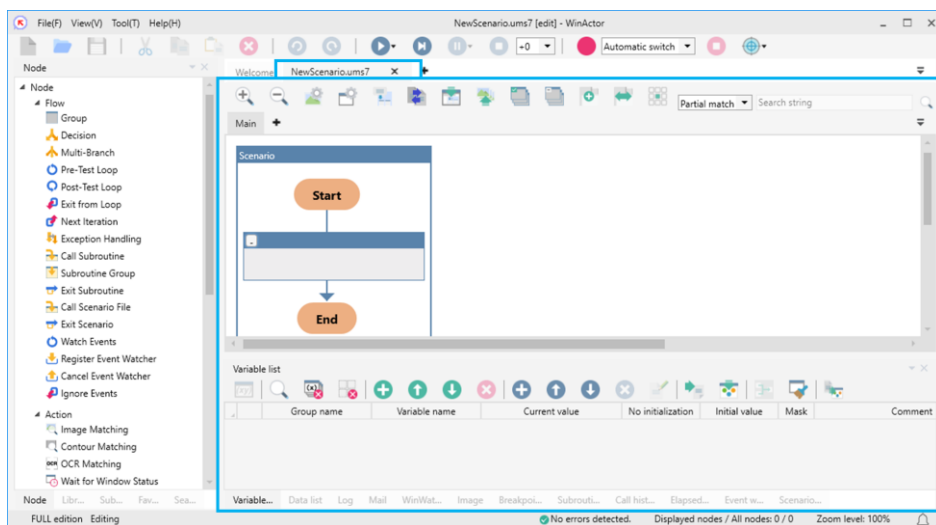 File(F) View(V) Tool(T) Help(H) NewScenario.ums7 [edit] - WinActor
+0 Automatic switch
Node
Welcome NewScenario.ums7
Node
Flow
Group
Decision
Multi-Branch
Pre-Test Loop
Post-Test Loop
Exit from Loop
Next Iteration
Exception Handling
Call Subroutine
Subroutine Group
Exit Subroutine
Call Scenario File
Exit Scenario
Watch Events
Register Event Watcher
Cancel Event Watcher
Ignore Events
Action
Image Matching
Contour Matching
OCR OCR Matching
Wait for Window Status
Node Libr... Sub... Fav... Sea...
Partial match Search string
Main
Scenario
Start
End
Variable list
Group name Variable name Current value No initialization Initial value Mask Comment
Variable... Data list Log Mail WinWat... Image Breakpoi... Subrouti... Call hist... Elapsed... Event w... Scenario...
FULL edition Editing No errors detected. Displayed nodes / All nodes: 0 / 0 Zoom level: 100%